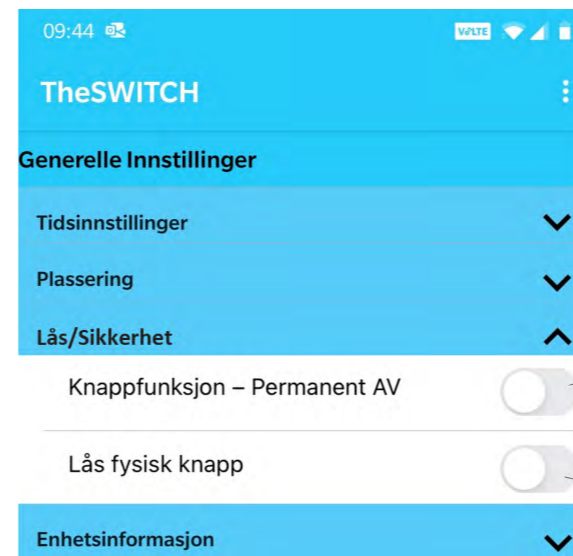 09:44
VoLTE
TheSWITCH
Generelle Innstillinger
Tidsinnstillinger
Plassering
Lås/Sikkerhet
Knappfunksjon – Permanent AV
Lås fysisk knapp
Enhetsinformasjon